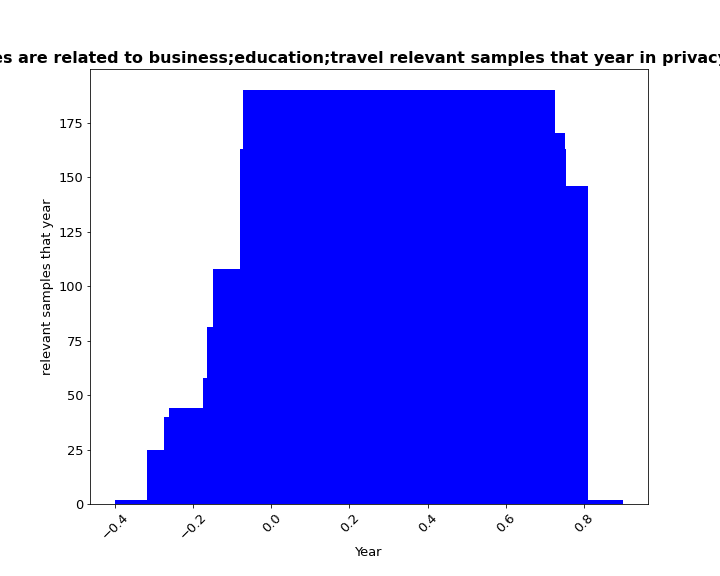 es are related to business;education;travel relevant samples that year in privacy
175
150
125
100
75
50
25
0
relevant samples that year
−0.4 −0.2 0.0 0.2 0.4 0.6 0.8
Year